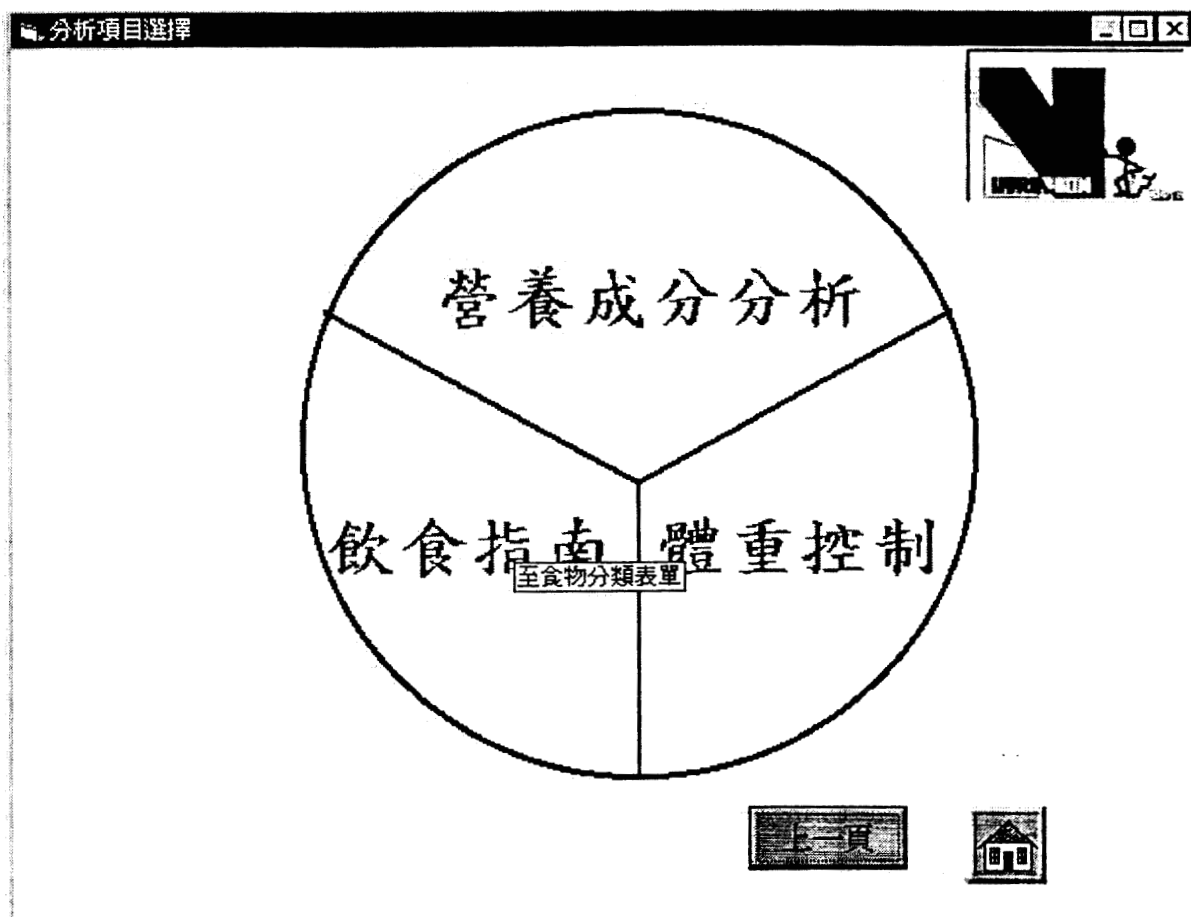 分析項目選擇
營養成分分析
飲食指南
體重控制
至食物分類表單
上一頁